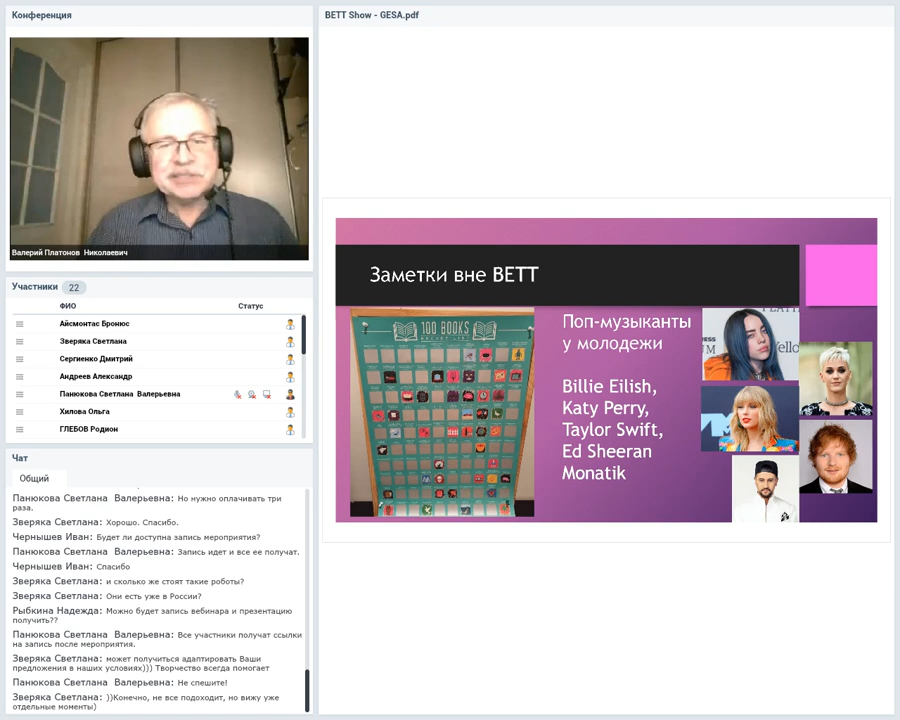 Конференция
Валерий Платонов  Николаевич
Участники 22
ФИО Статус
Айсмонтас Бронюс
Зверяка Светлана
Сергиенко Дмитрий
Андреев Александр
Панюкова Светлана  Валерьевна
Хилова Ольга
ГЛЕБОВ Родион
Чат
Общий
Панюкова Светлана  Валерьевна: Но нужно оплачивать три
раза.
Зверяка Светлана: Хорошо. Спасибо.
Чернышев Иван: Будет ли доступна запись мероприятия?
Панюкова Светлана  Валерьевна: Запись идет и все ее получат.
Чернышев Иван: Спасибо
Зверяка Светлана: и сколько же стоят такие роботы?
Зверяка Светлана: Они есть уже в России?
Рыбкина Надежда: Можно будет запись вебинара и презентацию
получить??
Панюкова Светлана  Валерьевна: Все участники получат ссылки
на запись после мероприятия.
Зверяка Светлана: может получиться адаптировать Ваши
предложения в наших условиях))) Творчество всегда помогает
Панюкова Светлана  Валерьевна: Не спешите!
Зверяка Светлана: ))Конечно, не все подоходит, но вижу уже
отдельные моменты)
BETT Show - GESA.pdf
Заметки вне BETT
100 BOOKS
Поп-музыканты
у молодежи
Billie Eilish,
Katy Perry,
Taylor Swift,
Ed Sheeran
Monatik